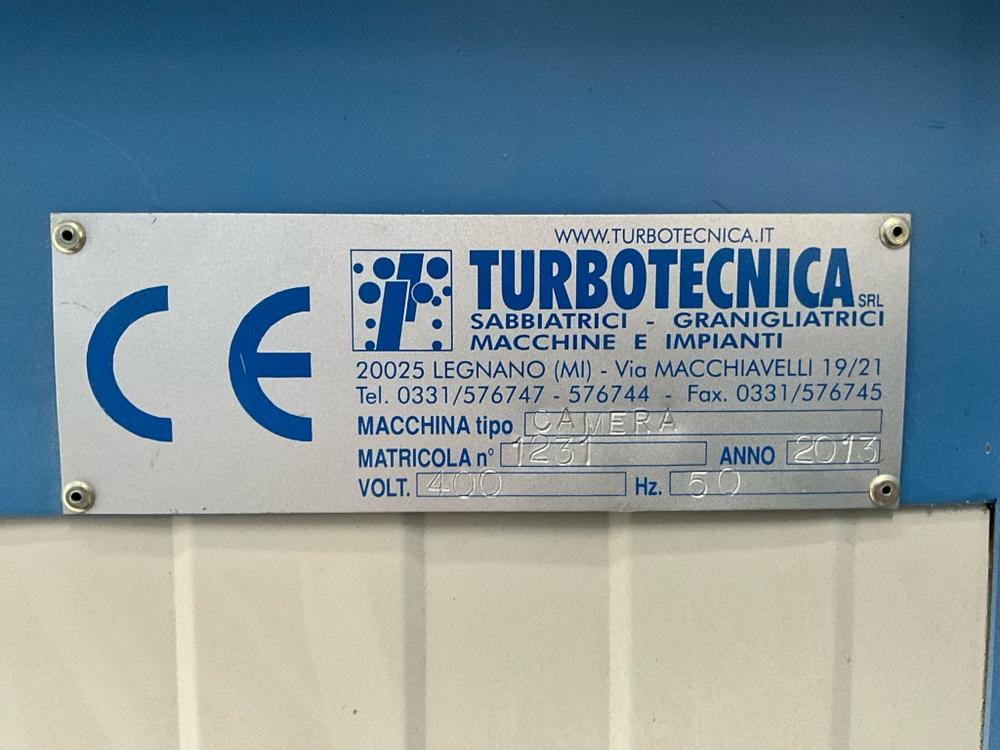 WWW.TURBOTECNICA.IT
TURBOTECNICA SRL
SABBIATRICI - GRANIGLIATRICI
MACCHINE E IMPIANTI
20025 LEGNANO (MI) - Via MACCHIAVELLI 19/21
Tel. 0331/576747 - 576744 - Fax. 0331/576745
MACCHINA tipo CAMERA
MATRICOLA n° 1231 ANNO 2013
VOLT. 400 Hz. 50
CE